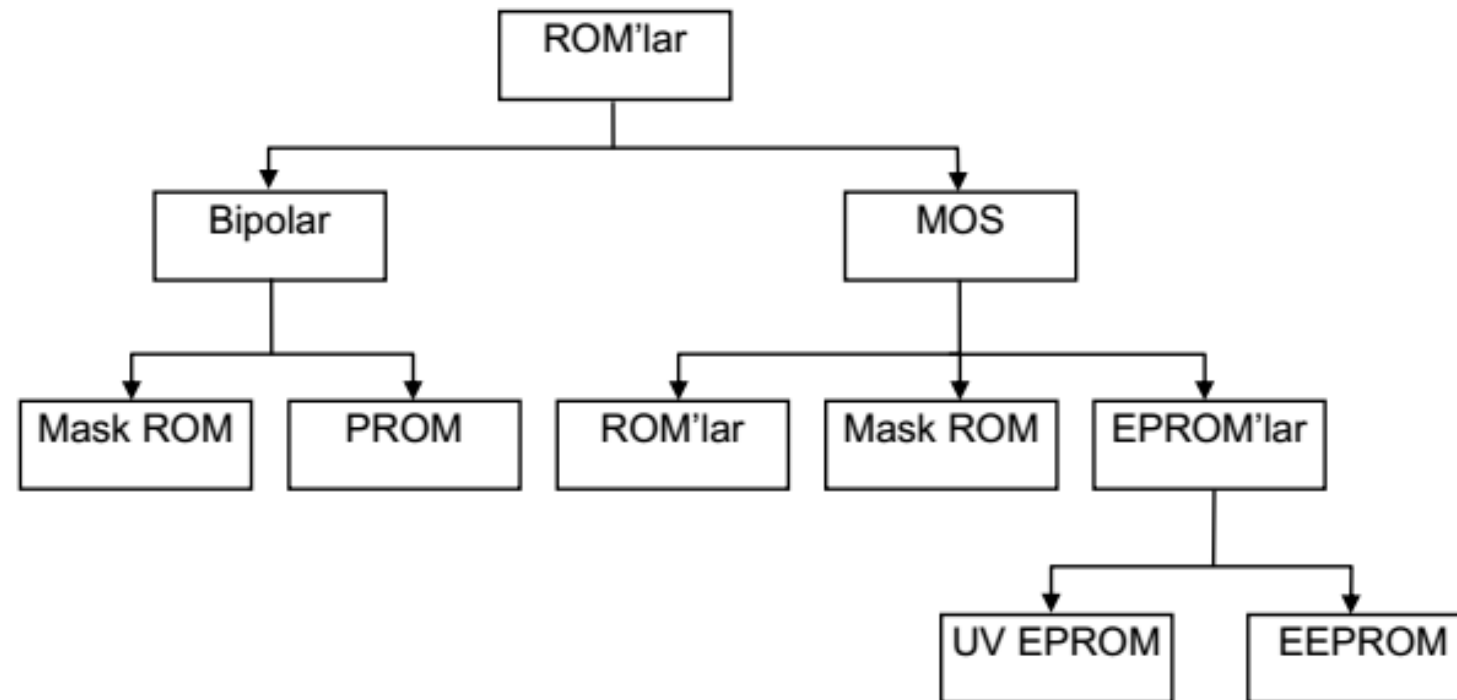 ROM'lar
Bipolar
MOS
Mask ROM
PROM
ROM'lar
Mask ROM
EPROM'lar
UV EPROM
EEPROM